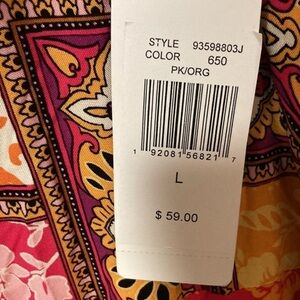 STYLE 93598803J
COLOR 650
PK/ORG
1 92081 56821 7
L
$ 59.00